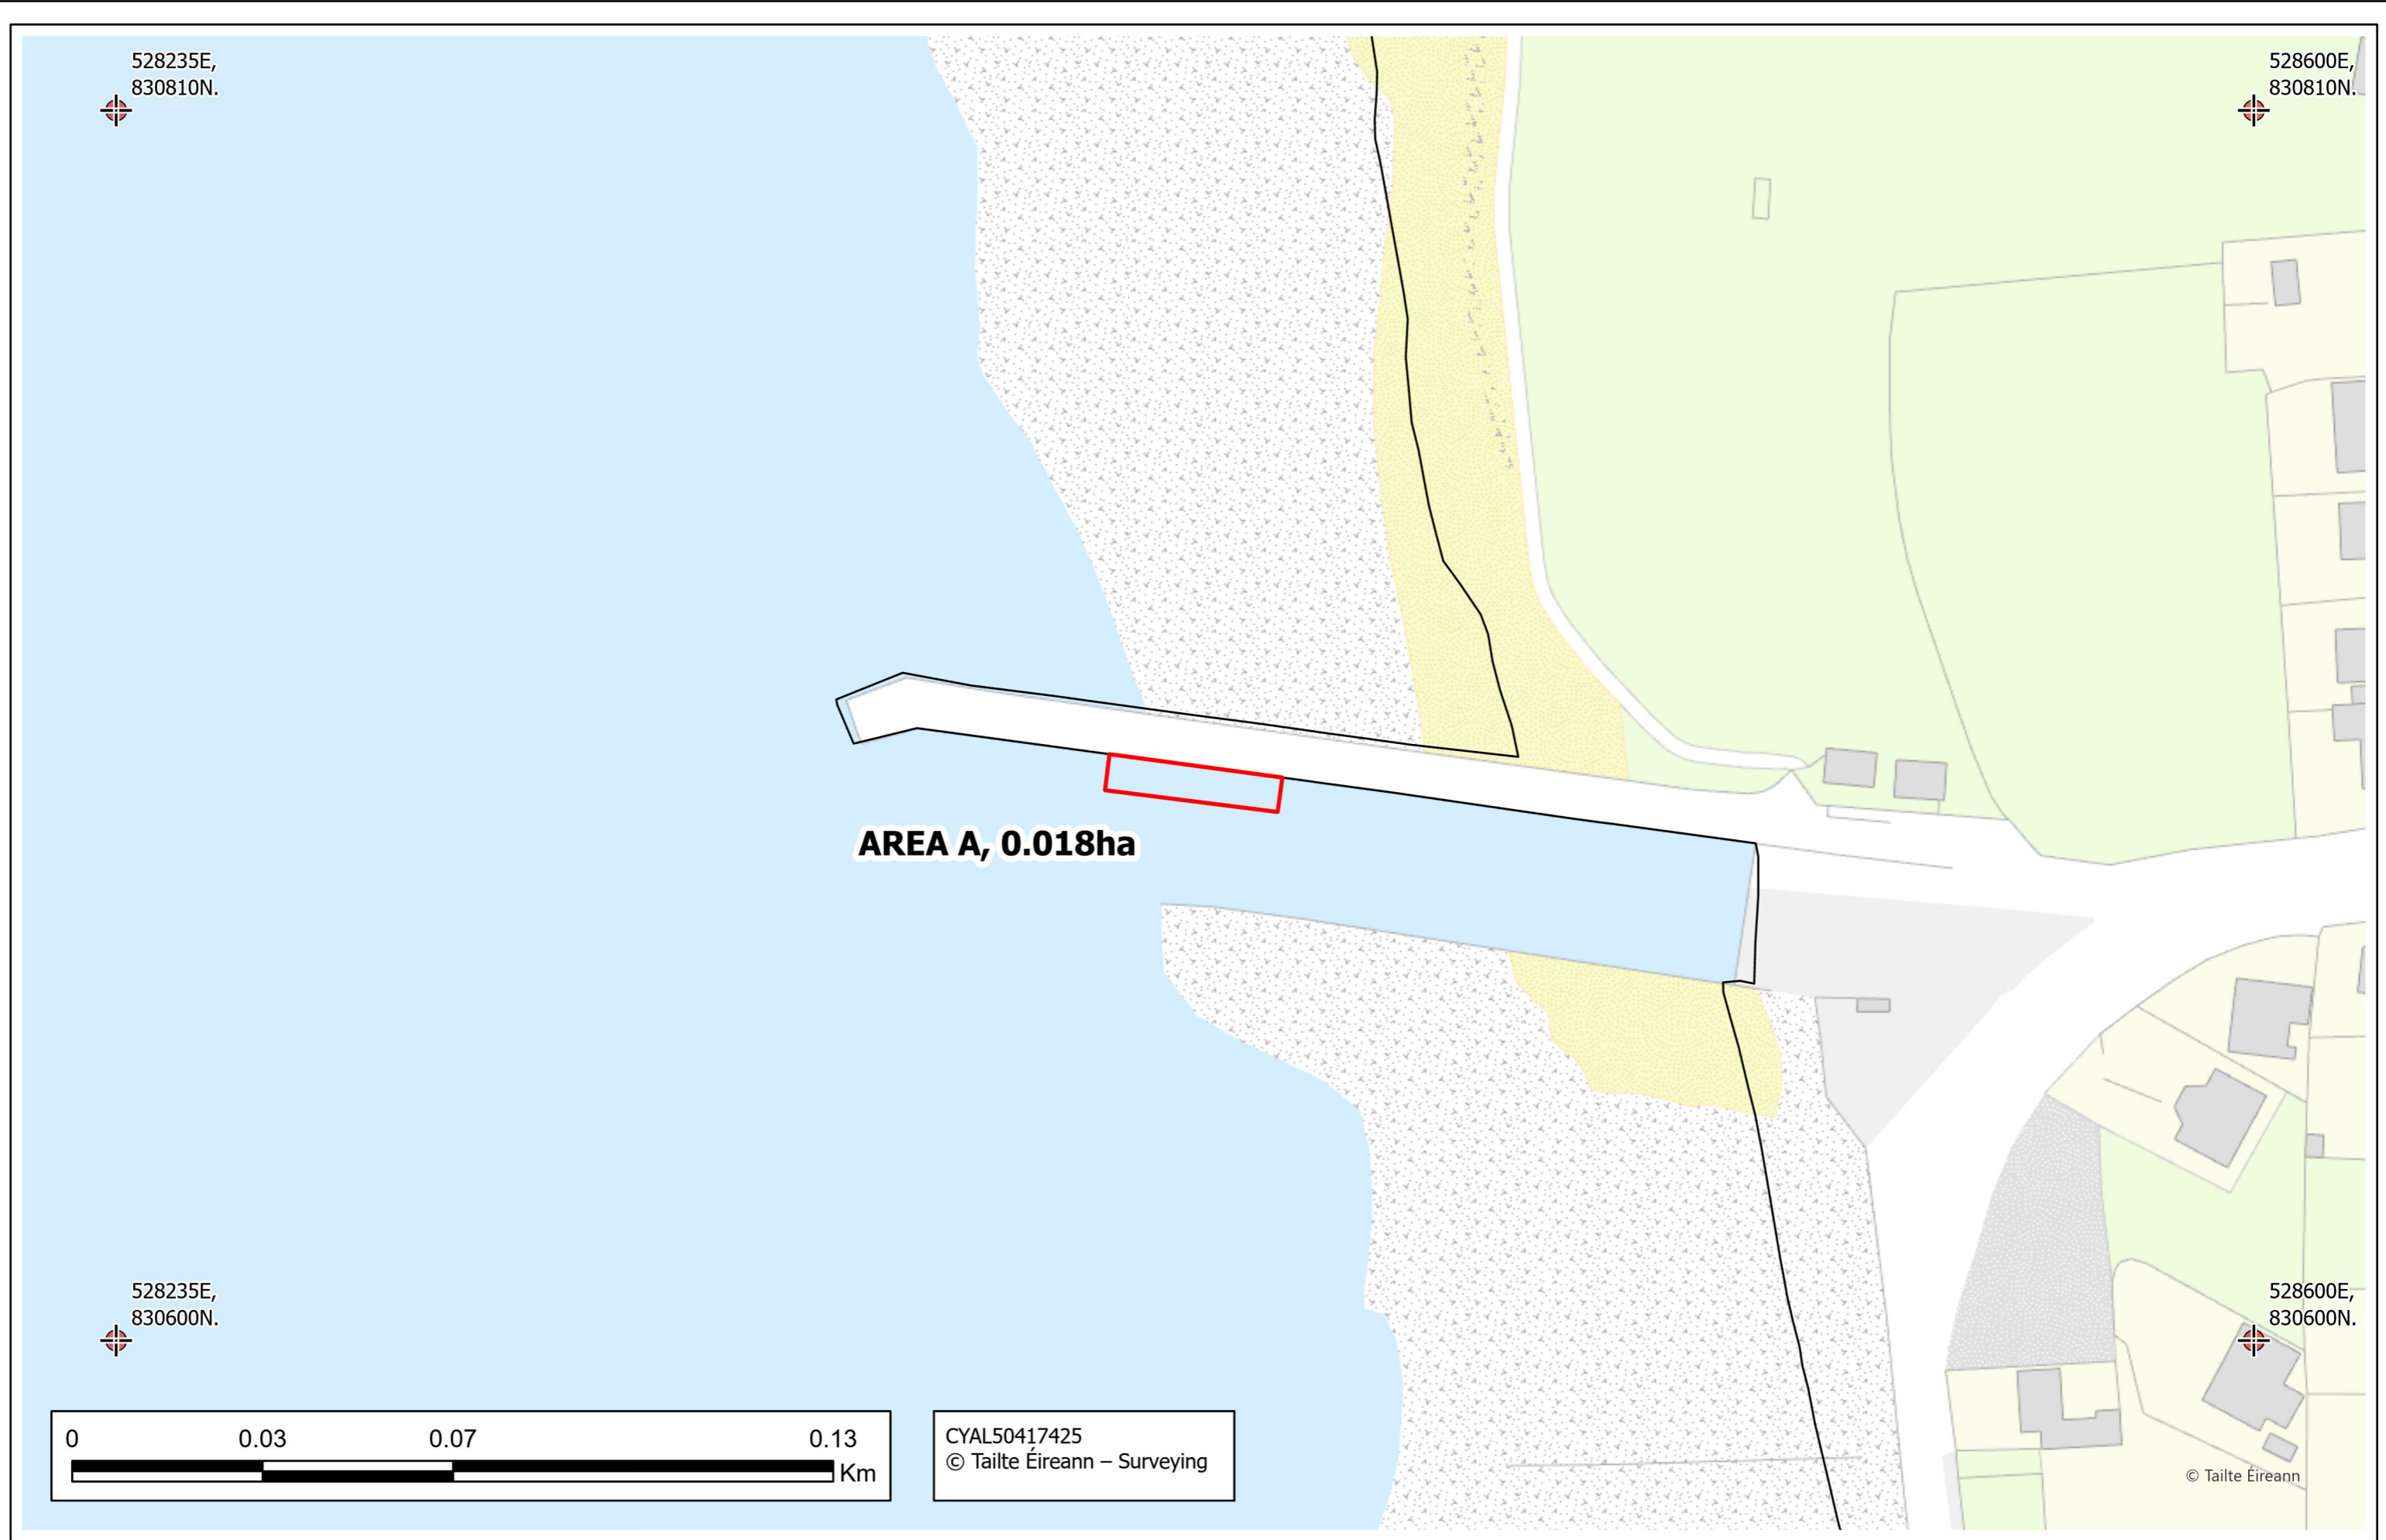 528235E,
830810N.
528600E,
830810N.
AREA A, 0.018ha
528235E,
830600N.
528600E,
830600N.
0 0.03 0.07 0.13
Km
CYAL50417425
© Tailte Éireann – Surveying
© Tailte Éireann